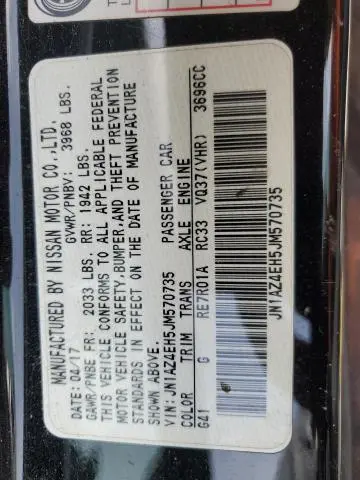 MANUFACTURED BY NISSAN MOTOR CO.,LTD.
DATE: 04/17 GVWR/PNBV: 3968 LBS.
GAWR/PNBE FR: 2033 LBS. RR: 1942 LBS.
THIS VEHICLE CONFORMS TO ALL APPLICABLE FEDERAL
MOTOR VEHICLE SAFETY,BUMPER,AND THEFT PREVENTION
STANDARDS IN EFFECT ON THE DATE OF MANUFACTURE
SHOWN ABOVE.
VIN: JN1AZ4EH5JM570735 PASSENGER CAR
COLOR TRIM TRANS AXLE ENGINE
G41 G RE7R01A RC33 VQ37(VHR) 3696CC
JN1AZ4EH5JM570735